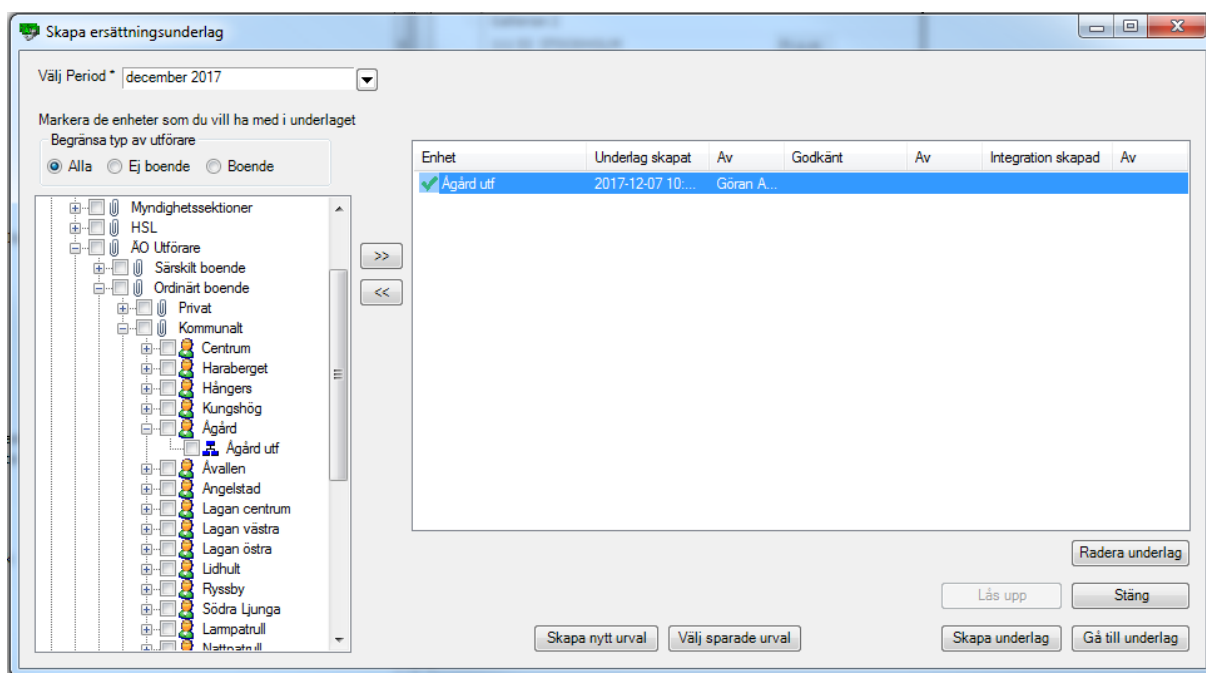 Skapa ersättningsunderlag
Välj Period * december 2017
Markera de enheter som du vill ha med i underlaget
Begränsa typ av utförare
Alla Ej boende Boende
Myndighetssektioner
HSL
ÄO Utförare
Särskilt boende
Ordinärt boende
Privat
Kommunalt
Centrum
Haraberget
Hångers
Kungshög
Ågård
Ågård utf
Åvallen
Angelstad
Lagan centrum
Lagan västra
Lagan östra
Lidhult
Ryssby
Södra Ljunga
Lampatrull
Nattpatrull
>>
<<
Enhet Underlag skapat Av Godkänt Av Integration skapad Av
Ågård utf 2017-12-07 10:... Göran A...
Radera underlag
Lås upp Stäng
Skapa nytt urval Välj sparade urval Skapa underlag Gå till underlag